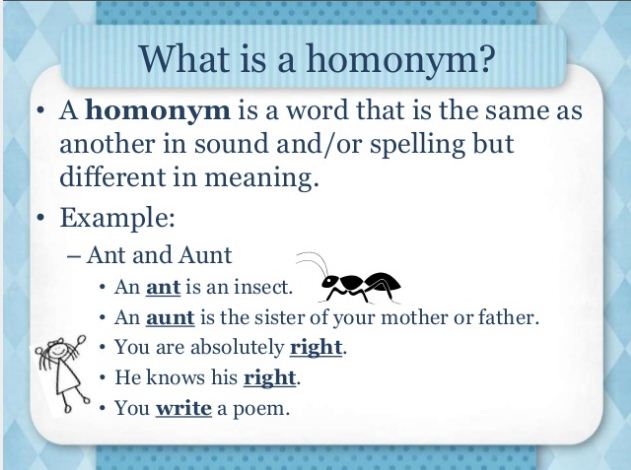 What is a homonym?
• A homonym is a word that is the same as
another in sound and/or spelling but
different in meaning.
• Example:
– Ant and Aunt
• An ant is an insect.
• An aunt is the sister of your mother or father.
• You are absolutely right.
• He knows his right.
• You write a poem.